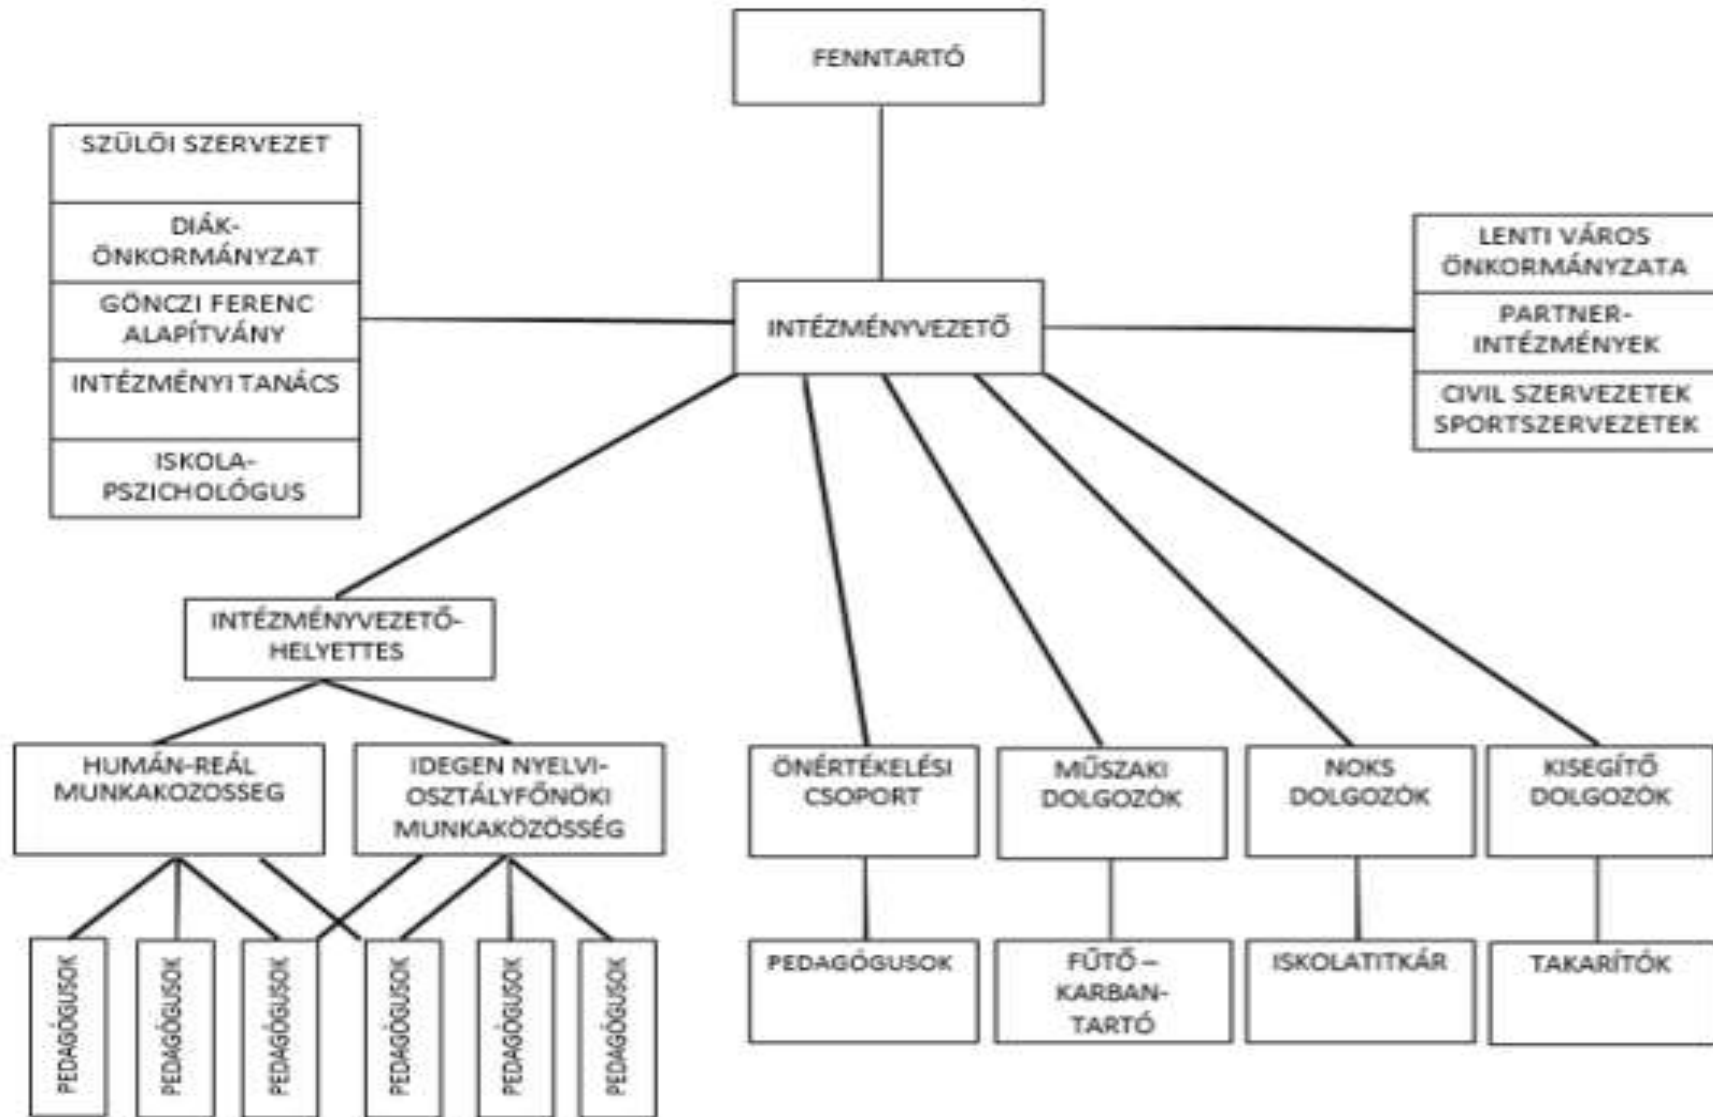 FENNTARTÓ
SZÜLŐI SZERVEZET
DIÁK-
ÖNKORMÁNYZAT
GÖNCZI FERENC
ALAPÍTVÁNY
INTÉZMÉNYI TANÁCS
ISKOLA-
PSZICHOLÓGUS
INTÉZMÉNYVEZETŐ
LENTI VÁROS
ÖNKORMÁNYZATA
PARTNER-
INTÉZMÉNYEK
CIVIL SZERVEZETEK
SPORTSZERVEZETEK
INTÉZMÉNYVEZETŐ-
HELYETTES
HUMÁN-REÁL
MUNKAKOZOSSEG
IDEGEN NYELVI-
OSZTÁLYFŐNÖKI
MUNKAKÖZÖSSÉG
ÖNÉRTÉKELÉSI
CSOPORT
MŰSZAKI
DOLGOZÓK
NOKS
DOLGOZÓK
KISEGÍTŐ
DOLGOZÓK
PEDAGÓGUSOK
PEDAGÓGUSOK
PEDAGÓGUSOK
PEDAGÓGUSOK
PEDAGÓGUSOK
PEDAGÓGUSOK
PEDAGÓGUSOK
FŰTŐ –
KARBAN-
TARTÓ
ISKOLATITKÁR
TAKARÍTÓK